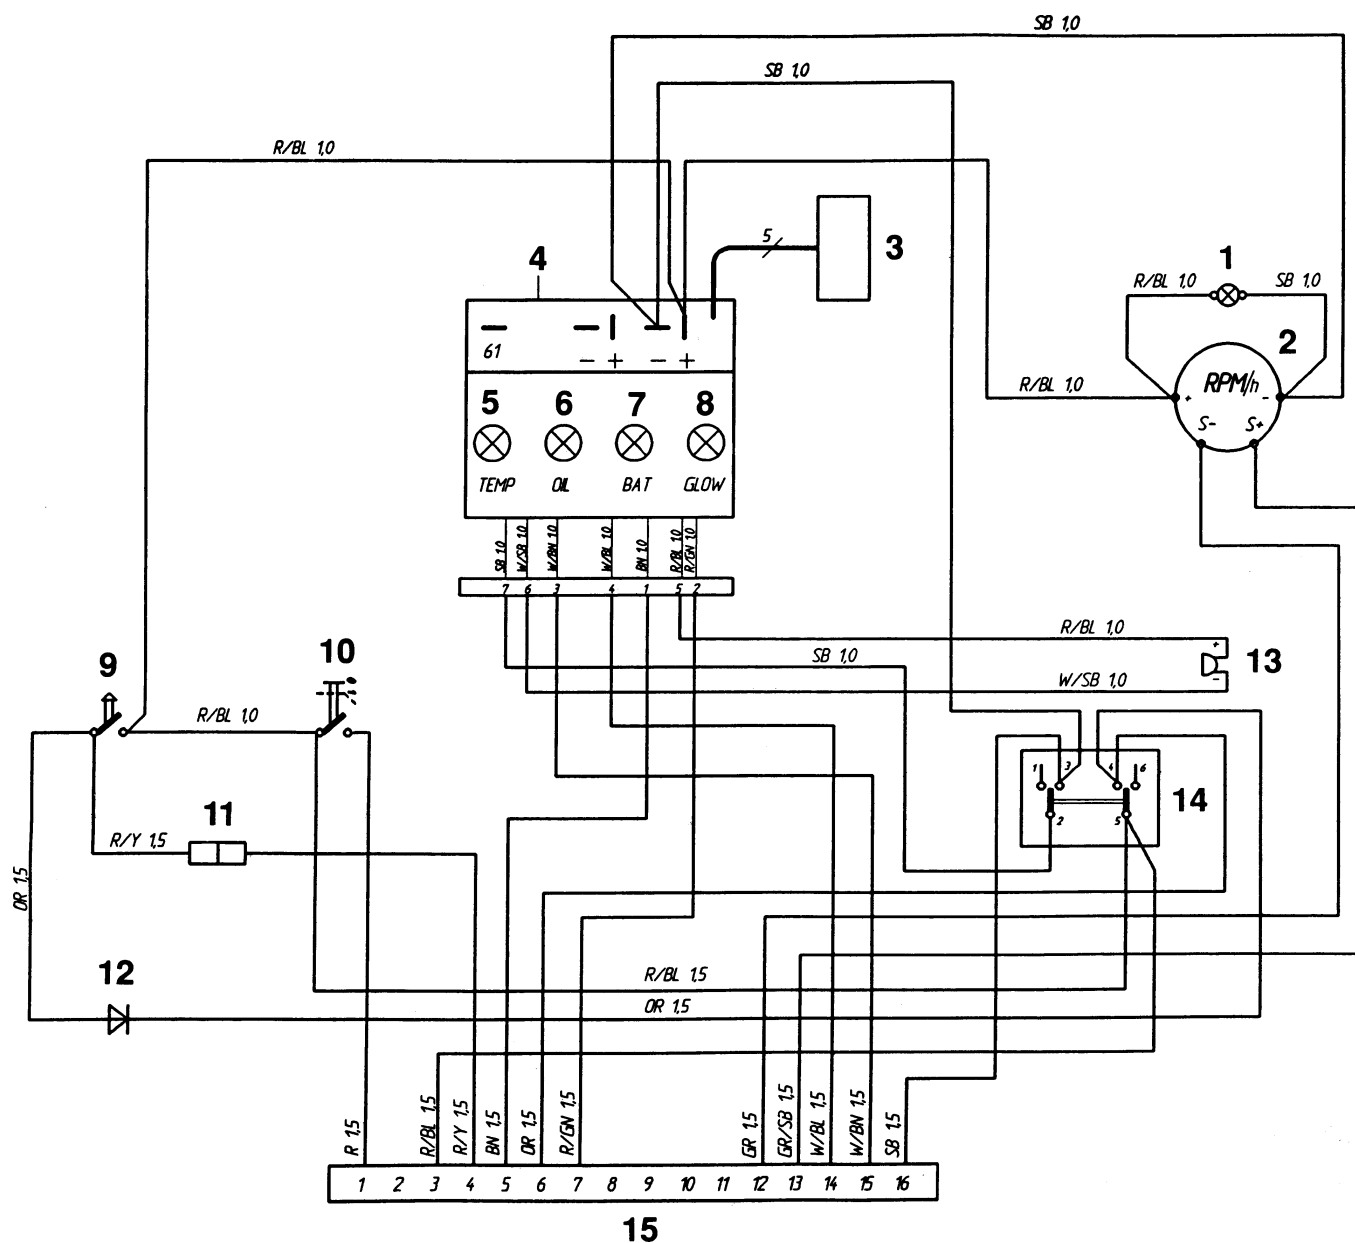 SB 1,0
SB 1,0
R/BL 1,0
5
3
4
1
R/BL 1,0
SB 1,0
2
61
- +
- +
RPM/h
+
-
S-
S+
R/BL 1,0
5 6 7 8
TEMP OIL BAT GLOW
SB 1.0
W/SB 1.0
W/BN 1.0
W/BL 1.0
BN 1.0
R/BL 1.0
R/GN 1.0
7 6 3 4 1 5 2
R/BL 1,0
SB 1,0
W/SB 1,0
+
-
13
9
10
R/BL 1,0
1 3 4 6
2 5
14
11
R/Y 1,5
OR 1,5
12
R/BL 1,5
OR 1,5
R 1,5
R/BL 1,5
R/Y 1,5
BN 1,5
OR 1,5
R/GN 1,5
GR 1,5
GR/SB 1,5
W/BL 1,5
W/BN 1,5
SB 1,5
1 2 3 4 5 6 7 8 9 10 11 12 13 14 15 16
15